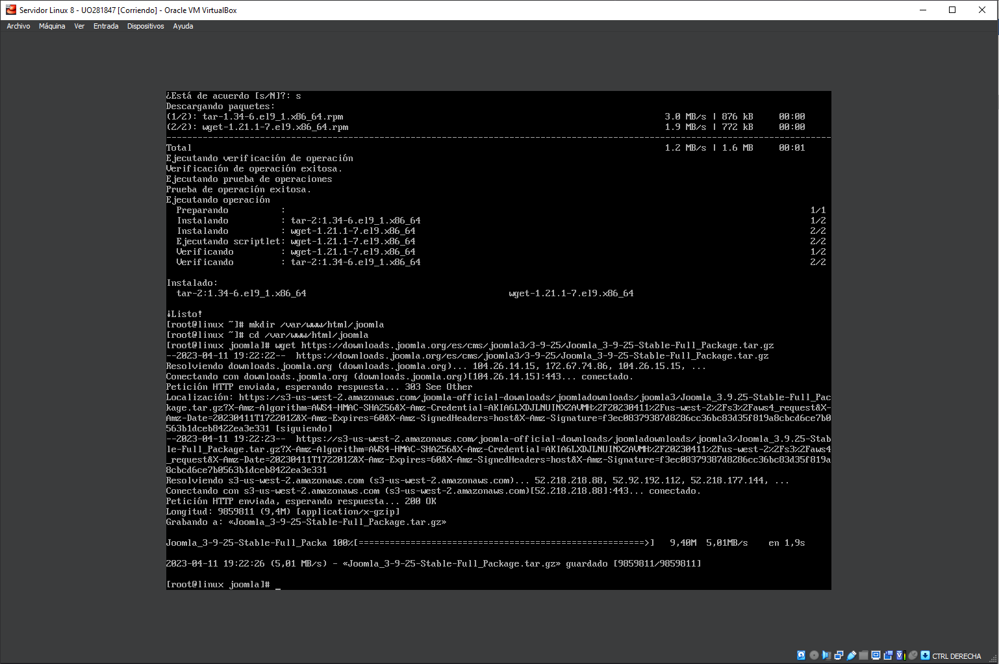 Servidor Linux 8 - UO281847 [Corriendo] - Oracle VM VirtualBox
Archivo Máquina Ver Entrada Dispositivos Ayuda
¿Está de acuerdo [s/N]?: s
Descargando paquetes:
(1/2): tar-1.34-6.el9_1.x86_64.rpm 3.0 MB/s | 876 kB 00:00
(2/2): wget-1.21.1-7.el9.x86_64.rpm 1.9 MB/s | 772 kB 00:00
--------------------------------------------------------------------------------------------------------------------------------
Total 1.2 MB/s | 1.6 MB 00:01
Ejecutando verificación de operación
Verificación de operación exitosa.
Ejecutando prueba de operaciones
Prueba de operación exitosa.
Ejecutando operación
Preparando : 1/1
Instalando : tar-2:1.34-6.el9_1.x86_64 1/2
Instalando : wget-1.21.1-7.el9.x86_64 2/2
Ejecutando scriptlet: wget-1.21.1-7.el9.x86_64 2/2
Verificando : wget-1.21.1-7.el9.x86_64 1/2
Verificando : tar-2:1.34-6.el9_1.x86_64 2/2
Instalado:
tar-2:1.34-6.el9_1.x86_64 wget-1.21.1-7.el9.x86_64
¡Listo!
[root@linux ~]# mkdir /var/www/html/joomla
[root@linux ~]# cd /var/www/html/joomla
[root@linux joomla]# wget https://downloads.joomla.org/es/cms/joomla3/3-9-25/Joomla_3-9-25-Stable-Full_Package.tar.gz
--2023-04-11 19:22:22-- https://downloads.joomla.org/es/cms/joomla3/3-9-25/Joomla_3-9-25-Stable-Full_Package.tar.gz
Resolviendo downloads.joomla.org (downloads.joomla.org)... 104.26.14.15, 172.67.74.86, 104.26.15.15, ...
Conectando con downloads.joomla.org (downloads.joomla.org)[104.26.14.15]:443... conectado.
Petición HTTP enviada, esperando respuesta... 303 See Other
Localización: https://s3-us-west-2.amazonaws.com/joomla-official-downloads/joomladownloads/joomla3/Joomla_3.9.25-Stable-Full_Pac
kage.tar.gz?X-Amz-Algorithm=AWS4-HMAC-SHA256&X-Amz-Credential=AKIA6LXDJLNUINX2AVMH%2F20230411%2Fus-west-2%2Fs3%2Faws4_request&X-
Amz-Date=20230411T172201Z&X-Amz-Expires=60&X-Amz-SignedHeaders=host&X-Amz-Signature=f3ec08379387d8286cc36bc83d35f819a8cbcd6ce7b0
563b1dceb8422ea3e331 [siguiendo]
--2023-04-11 19:22:23-- https://s3-us-west-2.amazonaws.com/joomla-official-downloads/joomladownloads/joomla3/Joomla_3.9.25-Stab
le-Full_Package.tar.gz?X-Amz-Algorithm=AWS4-HMAC-SHA256&X-Amz-Credential=AKIA6LXDJLNUINX2AVMH%2F20230411%2Fus-west-2%2Fs3%2Faws4
_request&X-Amz-Date=20230411T172201Z&X-Amz-Expires=60&X-Amz-SignedHeaders=host&X-Amz-Signature=f3ec08379387d8286cc36bc83d35f819a
8cbcd6ce7b0563b1dceb8422ea3e331
Resolviendo s3-us-west-2.amazonaws.com (s3-us-west-2.amazonaws.com)... 52.218.218.88, 52.92.192.112, 52.218.177.144, ...
Conectando con s3-us-west-2.amazonaws.com (s3-us-west-2.amazonaws.com)[52.218.218.88]:443... conectado.
Petición HTTP enviada, esperando respuesta... 200 OK
Longitud: 9859811 (9,4M) [application/x-gzip]
Grabando a: «Joomla_3-9-25-Stable-Full_Package.tar.gz»
Joomla_3-9-25-Stable-Full_Packa 100%[=======================================================>] 9,40M 5,01MB/s en 1,9s
2023-04-11 19:22:26 (5,01 MB/s) - «Joomla_3-9-25-Stable-Full_Package.tar.gz» guardado [9859811/9859811]
[root@linux joomla]# _
CTRL DERECHA